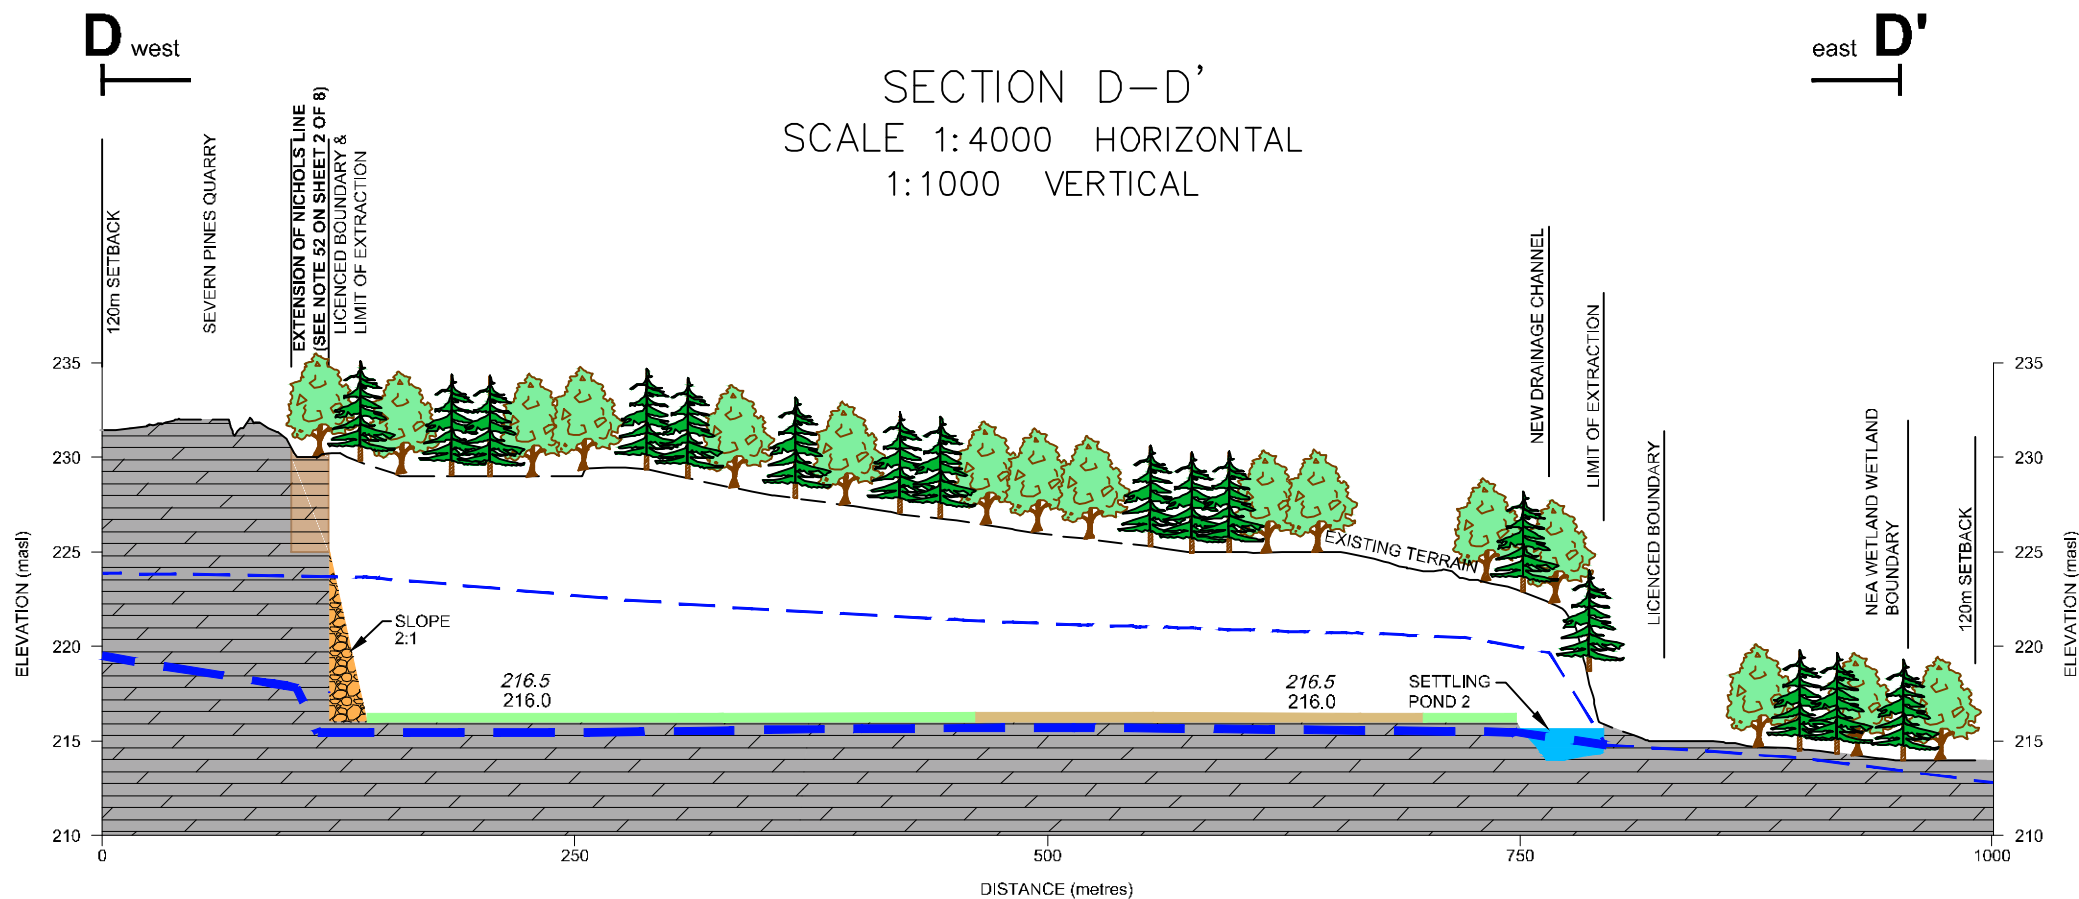 D west
east D'
SECTION D-D'
SCALE 1:4000 HORIZONTAL
1:1000 VERTICAL
120m SETBACK
SEVERN PINES QUARRY
EXTENSION OF NICHOLS LINE
(SEE NOTE 52 ON SHEET 2 OF 8)
LICENCED BOUNDARY &
LIMIT OF EXTRACTION
NEW DRAINAGE CHANNEL
LIMIT OF EXTRACTION
LICENCED BOUNDARY
NEA WETLAND WETLAND
BOUNDARY
120m SETBACK
ELEVATION (masl)
235
230
225
220
215
210
EXISTING TERRAIN
SLOPE
2:1
216.5
216.0
216.5
216.0
SETTLING
POND 2
235
230
225
220
215
210
ELEVATION (masl)
0
250
500
750
1000
DISTANCE (metres)